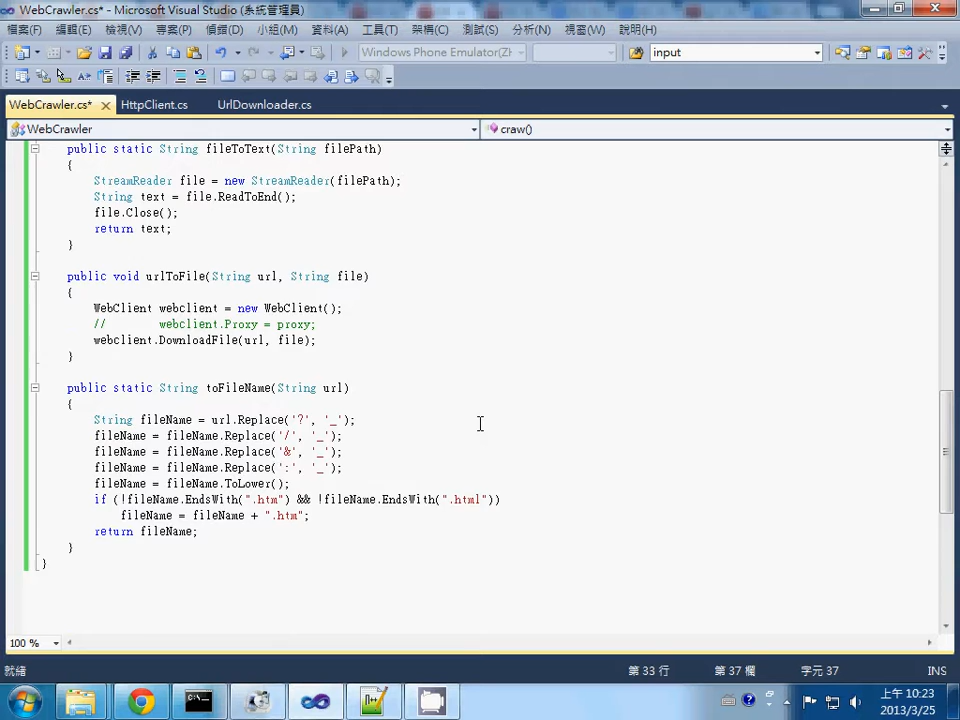 WebCrawler.cs* - Microsoft Visual Studio (系統管理員)
檔案(F) 編輯(E) 檢視(V) 專案(P) 偵錯(D) 小組(M) 資料(A) 工具(T) 架構(C) 測試(S) 分析(N) 視窗(W) 說明(H)
Windows Phone Emulator(S) input
WebCrawler.cs* HttpClient.cs UrlDownloader.cs
WebCrawler craw()
public static String fileToText(String filePath)
{
StreamReader file = new StreamReader(filePath);
String text = file.ReadToEnd();
file.Close();
return text;
}
public void urlToFile(String url, String file)
{
WebClient webclient = new WebClient();
// webclient.Proxy = proxy;
webclient.DownloadFile(url, file);
}
public static String toFileName(String url)
{
String fileName = url.Replace('?', '_');
fileName = fileName.Replace('/', '_');
fileName = fileName.Replace('&', '_');
fileName = fileName.Replace(':', '_');
fileName = fileName.ToLower();
if (!fileName.EndsWith(".htm") && !fileName.EndsWith(".html"))
fileName = fileName + ".htm";
return fileName;
}
}
100 %
就緒 第 33 行 第 37 欄 字元 37 INS
上午 10:23
2013/3/25